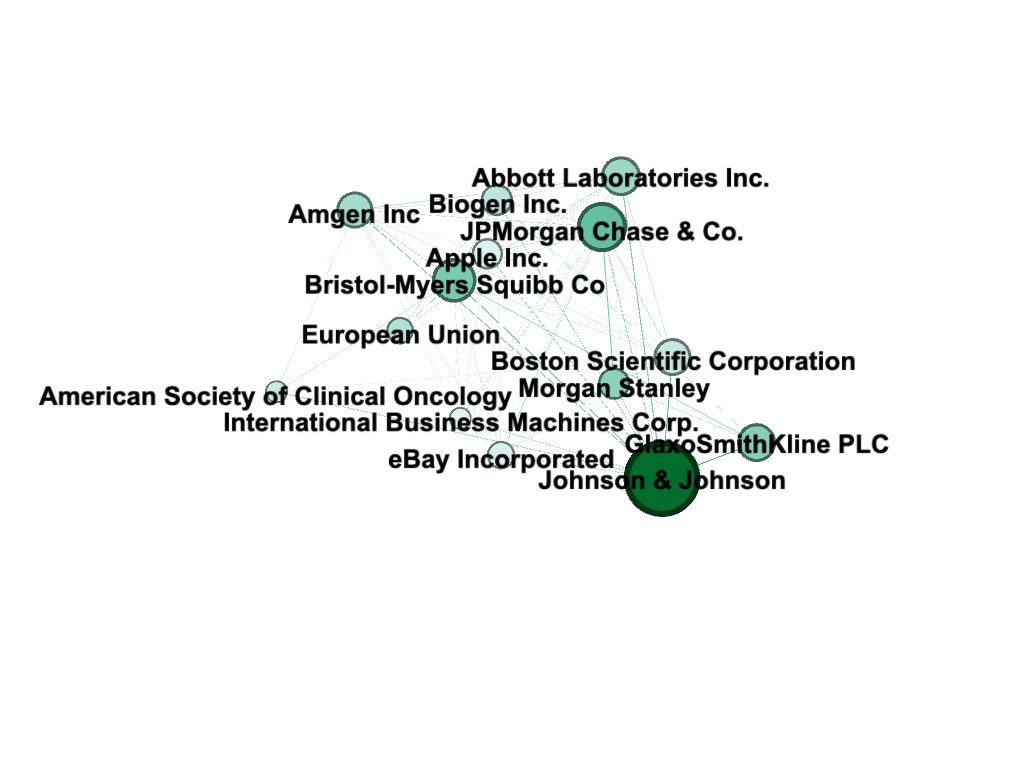 Abbott Laboratories Inc.
Biogen Inc.
Amgen Inc
JPMorgan Chase & Co.
Apple Inc.
Bristol-Myers Squibb Co
European Union
Boston Scientific Corporation
Morgan Stanley
American Society of Clinical Oncology
International Business Machines Corp.
GlaxoSmithKline PLC
eBay Incorporated
Johnson & Johnson